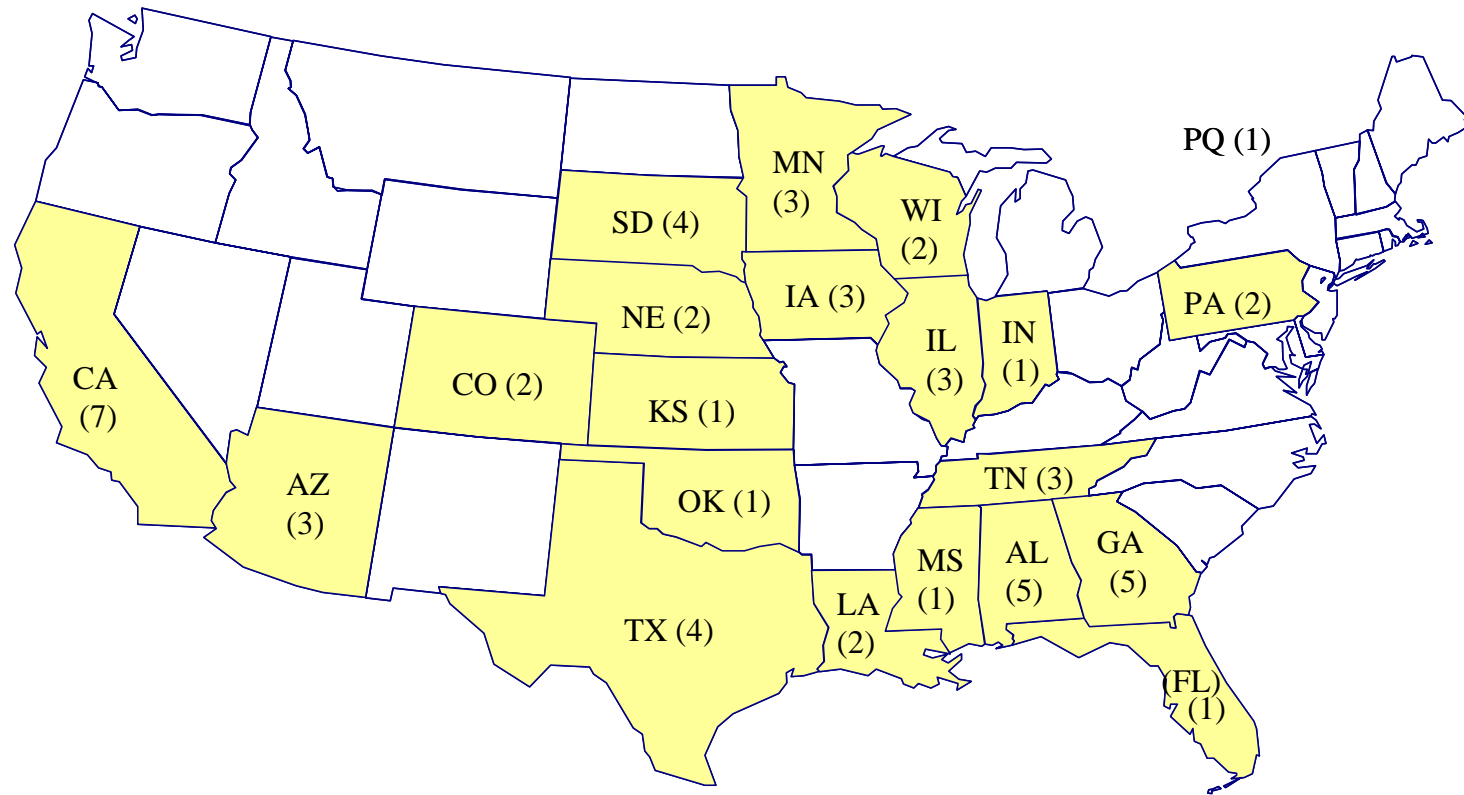 PQ (1)
MN
(3)
WI
(2)
SD (4)
IA (3)
NE (2)
PA (2)
IL
(3)
IN
(1)
CA
(7)
CO (2)
KS (1)
AZ
(3)
OK (1)
TN (3)
MS
(1)
AL
(5)
GA
(5)
LA
(2)
TX (4)
(FL)
(1)